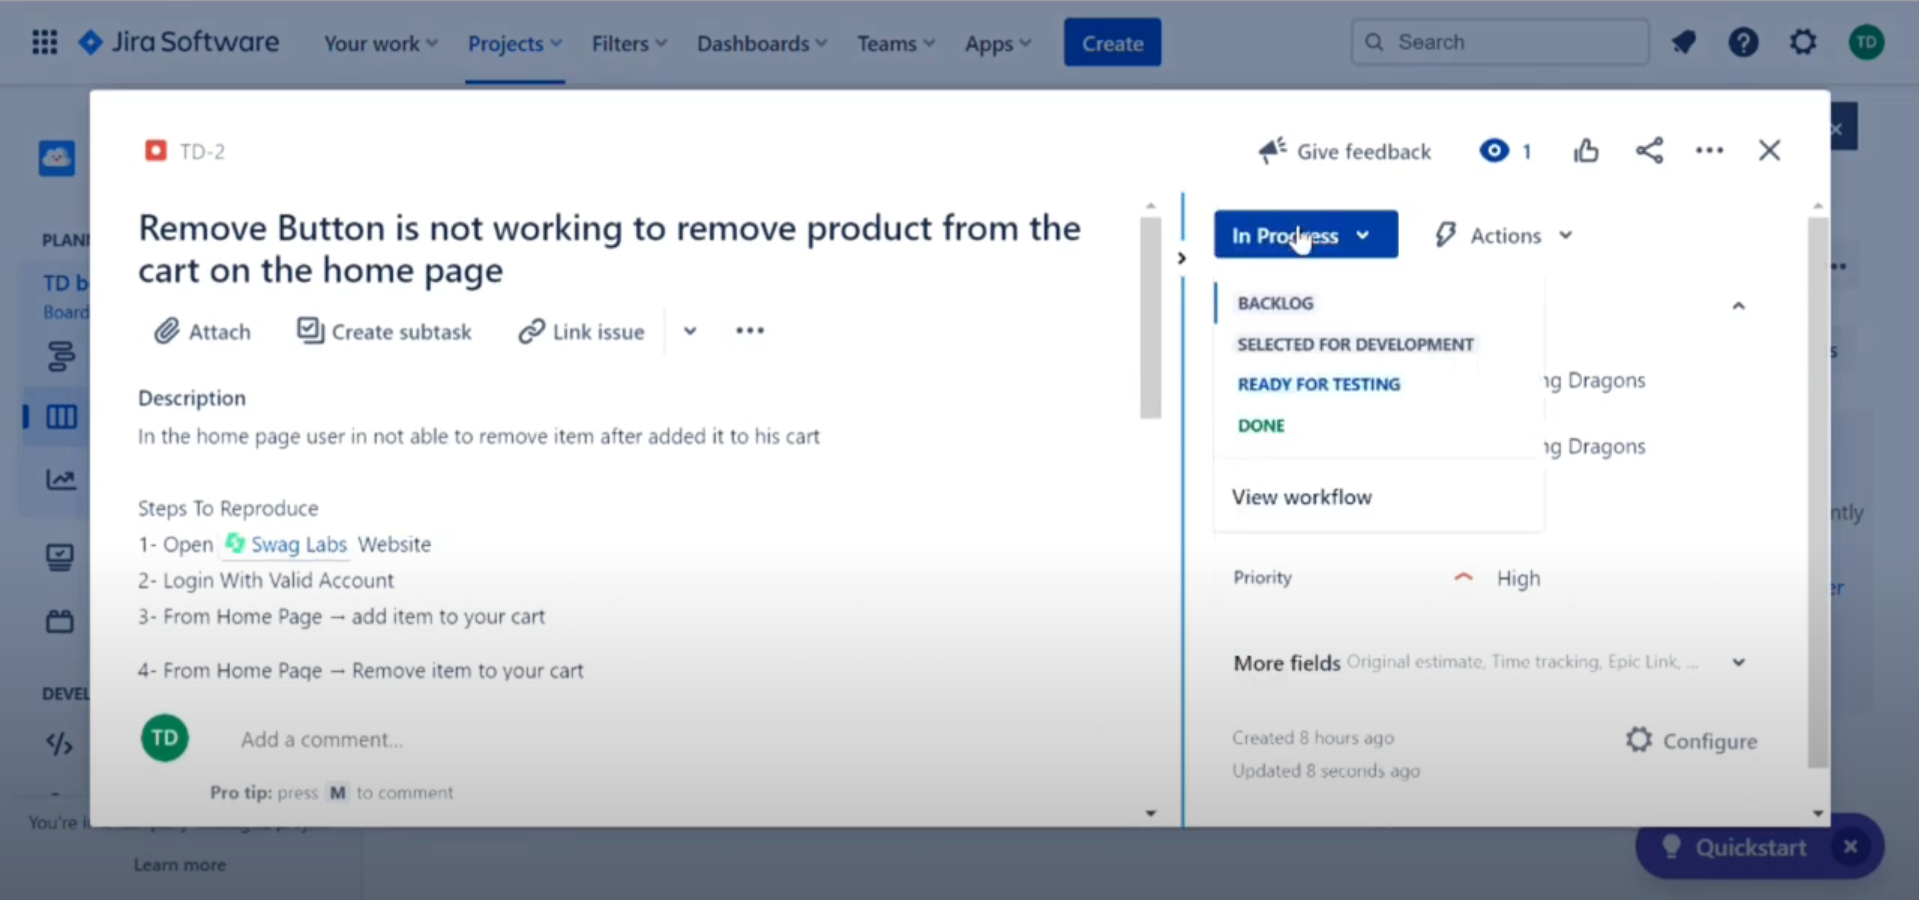 Jira Software
Your work
Projects
Filters
Dashboards
Teams
Apps
Create
Search
TD
TD-2
Give feedback
1
Remove Button is not working to remove product from the
cart on the home page
Attach
Create subtask
Link issue
Description
In the home page user in not able to remove item after added it to his cart
Steps To Reproduce
1- Open Swag Labs Website
2- Login With Valid Account
3- From Home Page → add item to your cart
4- From Home Page → Remove item to your cart
TD
Add a comment...
Pro tip: press M to comment
In Progress
Actions
BACKLOG
SELECTED FOR DEVELOPMENT
READY FOR TESTING
DONE
View workflow
Dragons
Dragons
Priority
High
More fields Original estimate, Time tracking, Epic Link, ...
Created 8 hours ago
Updated 8 seconds ago
Configure
TD
Board
You're
Learn more
Quickstart